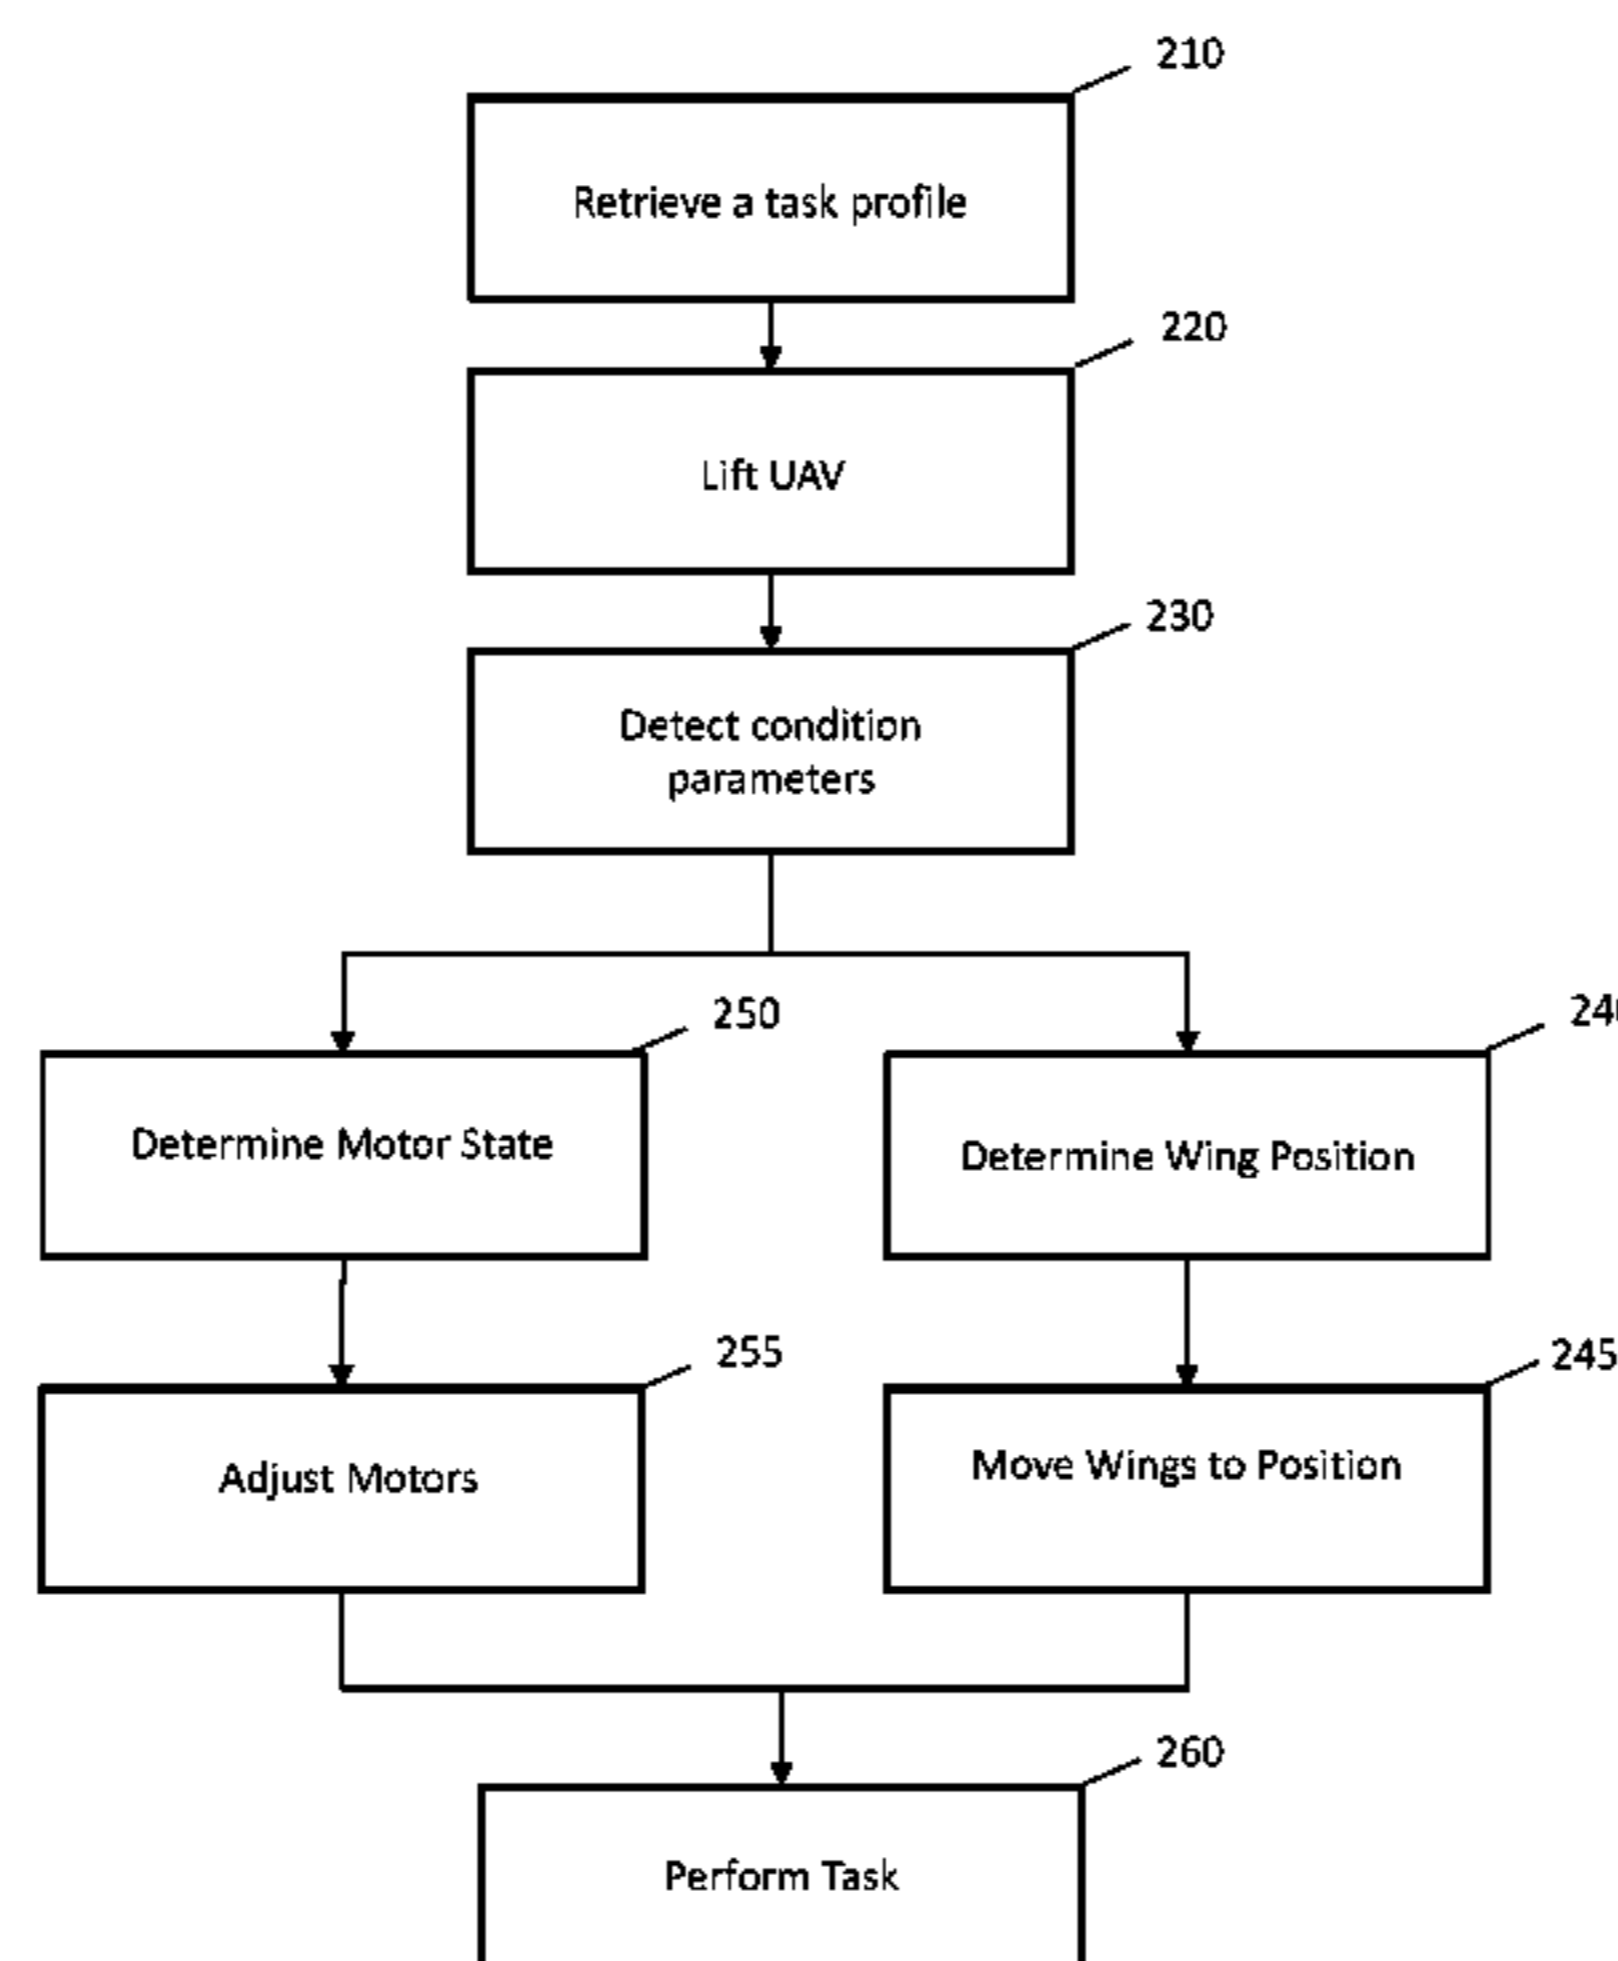 210
Retrieve a task profile
220
Lift UAV
230
Detect condition
parameters
250
Determine Motor State
Determine Wing Position
255
Adjust Motors
245
Move Wings to Position
260
Perform Task